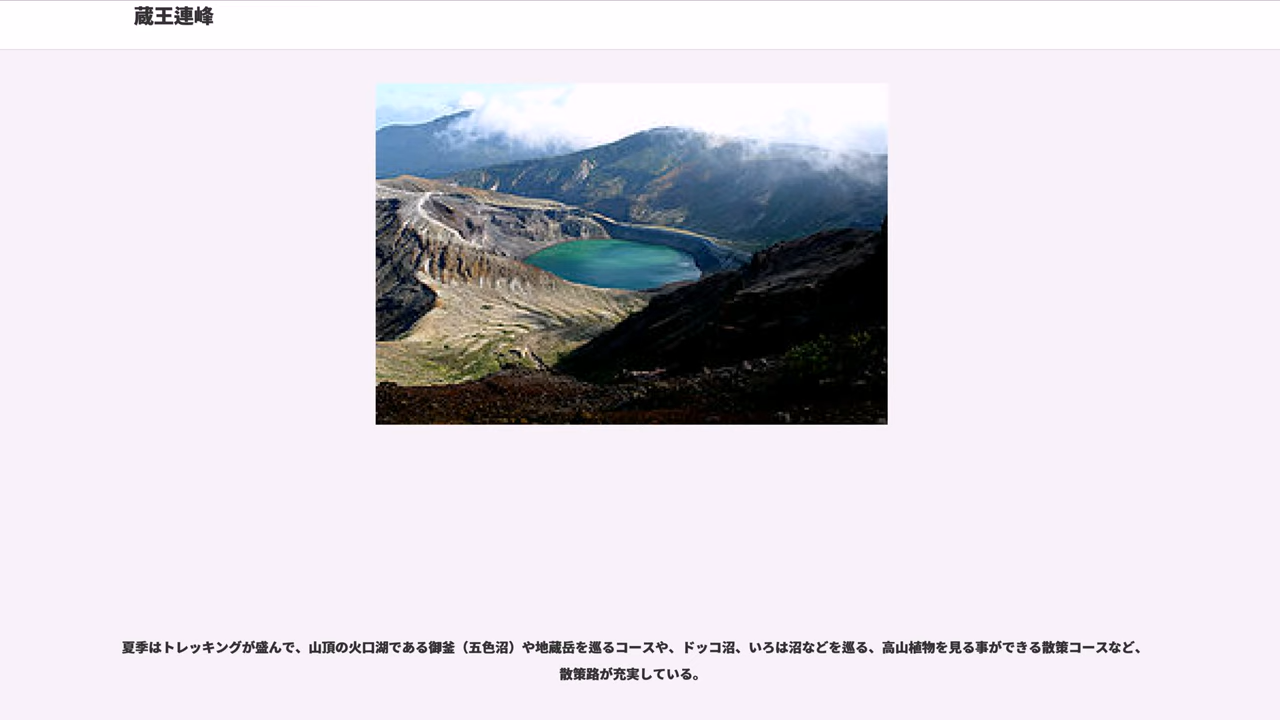 蔵王連峰
夏季はトレッキングが盛んで、山頂の火口湖である御釜（五色沼）や地蔵岳を巡るコースや、ドッコ沼、いろは沼などを巡る、高山植物を見る事ができる散策コースなど、
散策路が充実している。